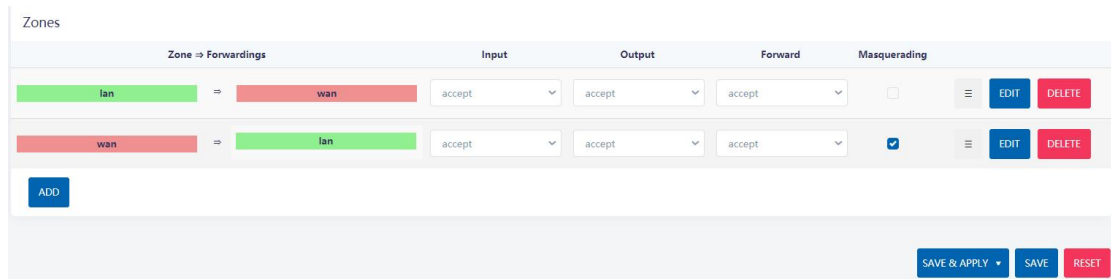 Zones
Zone ⇒ Forwardings Input Output Forward Masquerading
lan ⇒ wan accept accept accept EDIT DELETE
wan ⇒ lan accept accept accept EDIT DELETE
ADD
SAVE & APPLY SAVE RESET